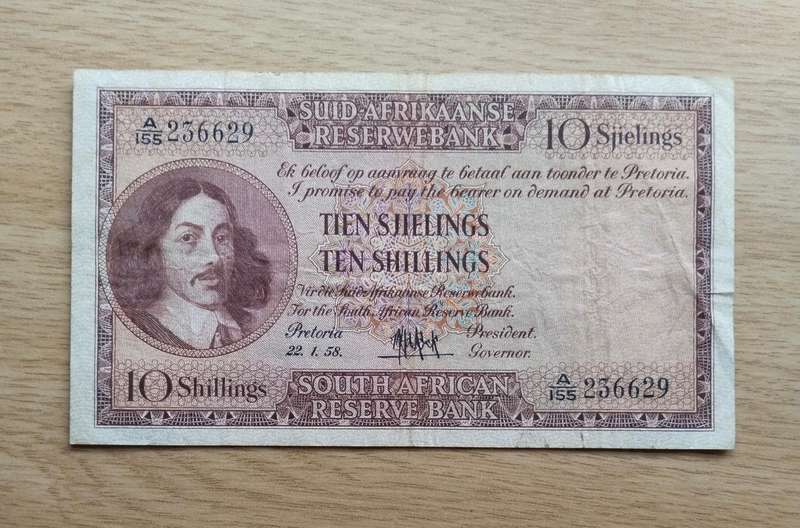 SUID-AFRIKAANSE
RESERWEBANK
A/155 236629
10 Sjielings
Ek beloof op aanvraag te betaal aan toonder te Pretoria.
I promise to pay the bearer on demand at Pretoria.
TIEN SJIELINGS
TEN SHILLINGS
Vir die Suid-Afrikaanse Reserwebank.
For the South African Reserve Bank.
Pretoria President.
22. 1. 58. Governor.
10 Shillings
SOUTH AFRICAN
RESERVE BANK
A/155 236629